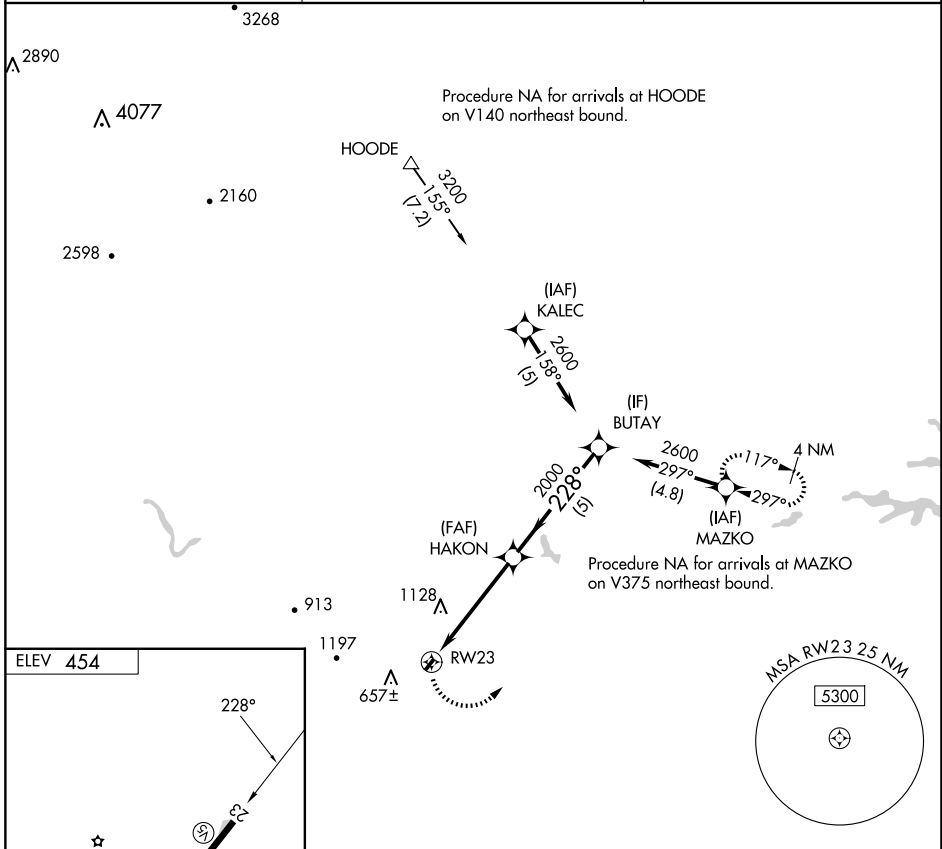 3268
2890
4077
Procedure NA for arrivals at HOODE
on V140 northeast bound.
HOODE
3200
155°
(7.2)
2160
2598
(IAF)
KALEC
2600
158°
(5)
(IF)
BUTAY
2600
297°
(4.8)
117°
4 NM
297°
(IAF)
MAZKO
2000
228°
(5)
(FAF)
HAKON
Procedure NA for arrivals at MAZKO
on V375 northeast bound.
1128
913
1197
RW23
657±
MSA RW23 25 NM
5300
ELEV 454
228°
23
V5